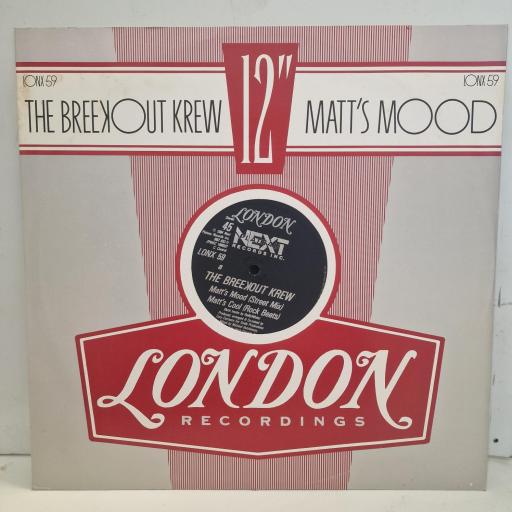 LONX 59
LONX 59
THE BREEKOUT KREW 12" MATT'S MOOD
LONDON
NEXT
RECORDS INC.
45
LONX 59
a
THE BREEKOUT KREW
Matt's Mood (Street Mix)
Matt's Cool (Rock Beats)
LONDON
RECORDINGS